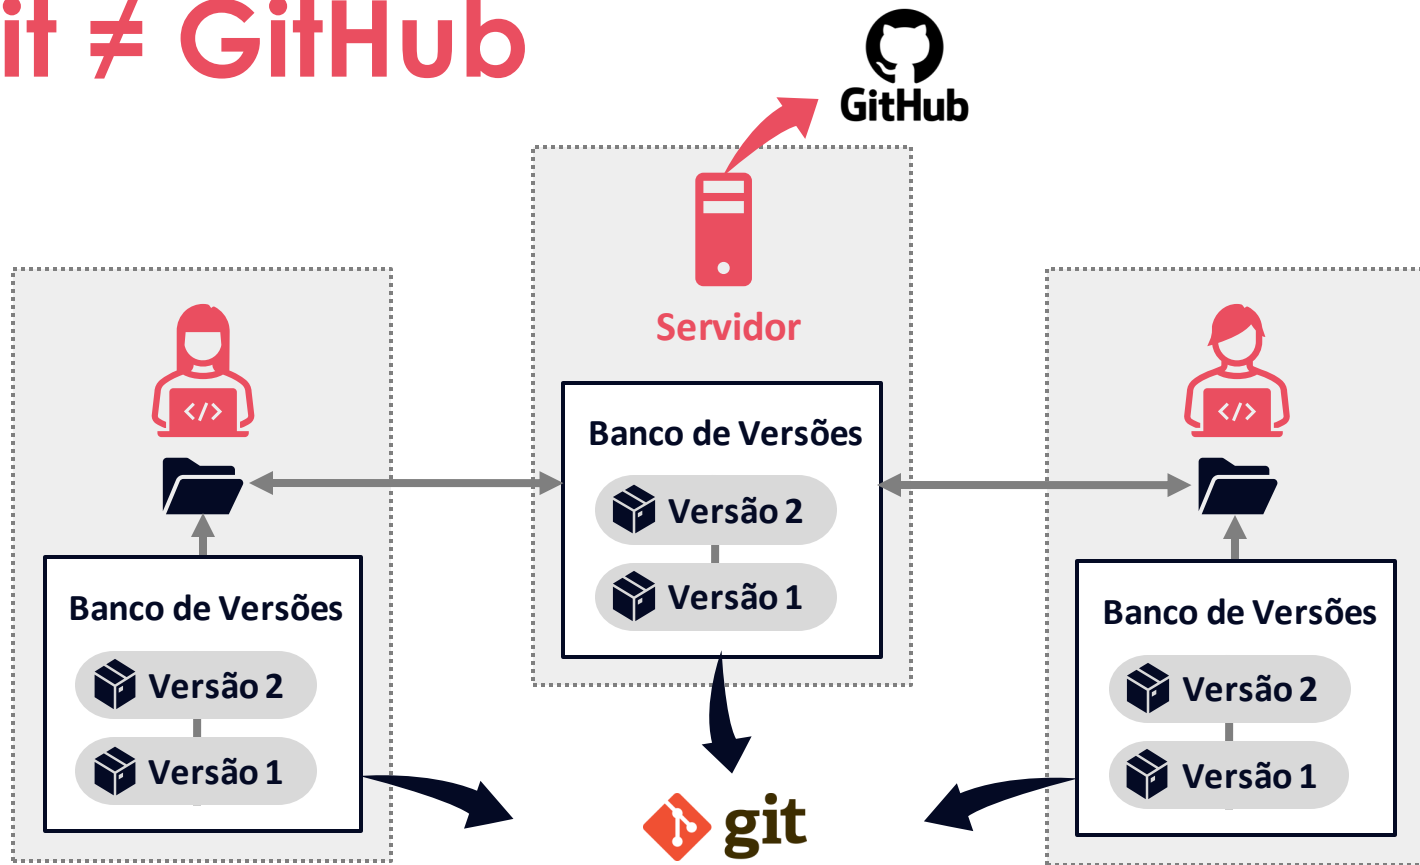 it ≠ GitHub
GitHub
Servidor
Banco de Versões
Versão 2
Versão 1
</>
Banco de Versões
Versão 2
Versão 1
</>
Banco de Versões
Versão 2
Versão 1
git